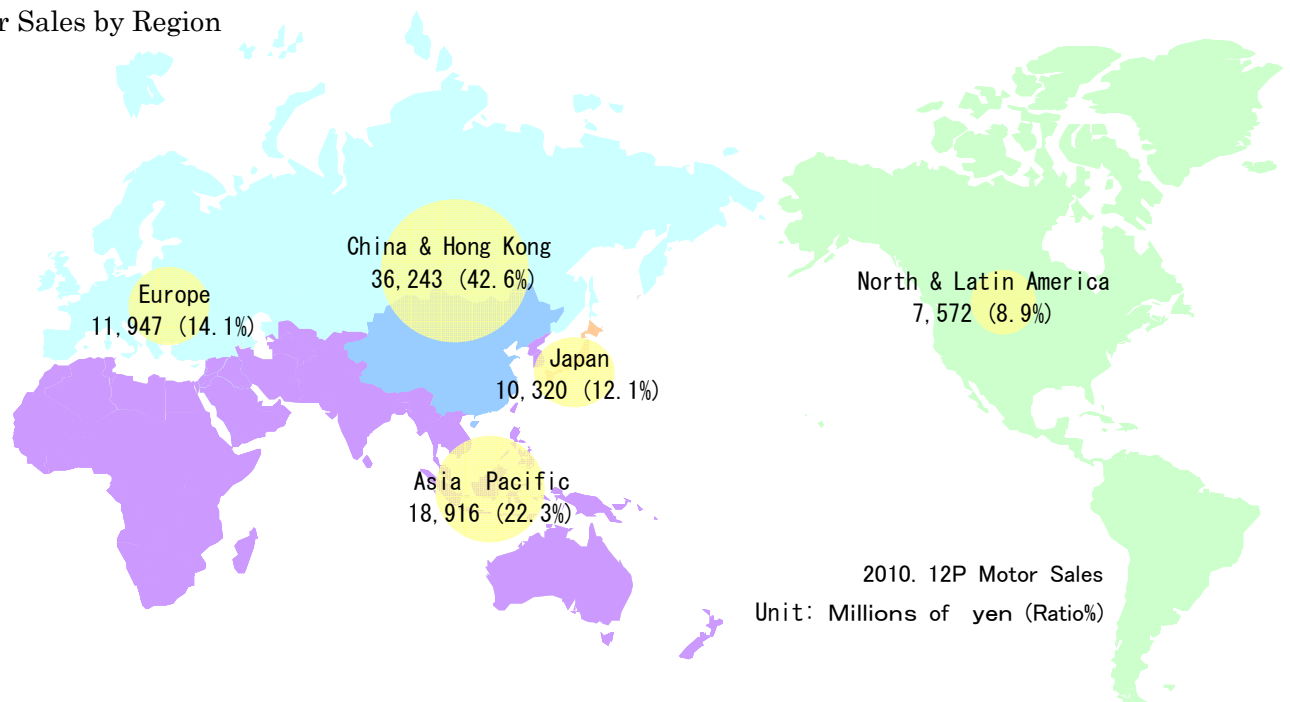 r Sales by Region
China & Hong Kong
36,243 (42.6%)
Europe
11,947 (14.1%)
North & Latin America
7,572 (8.9%)
Japan
10,320 (12.1%)
Asia Pacific
18,916 (22.3%)
2010. 12P Motor Sales
Unit: Millions of yen (Ratio%)